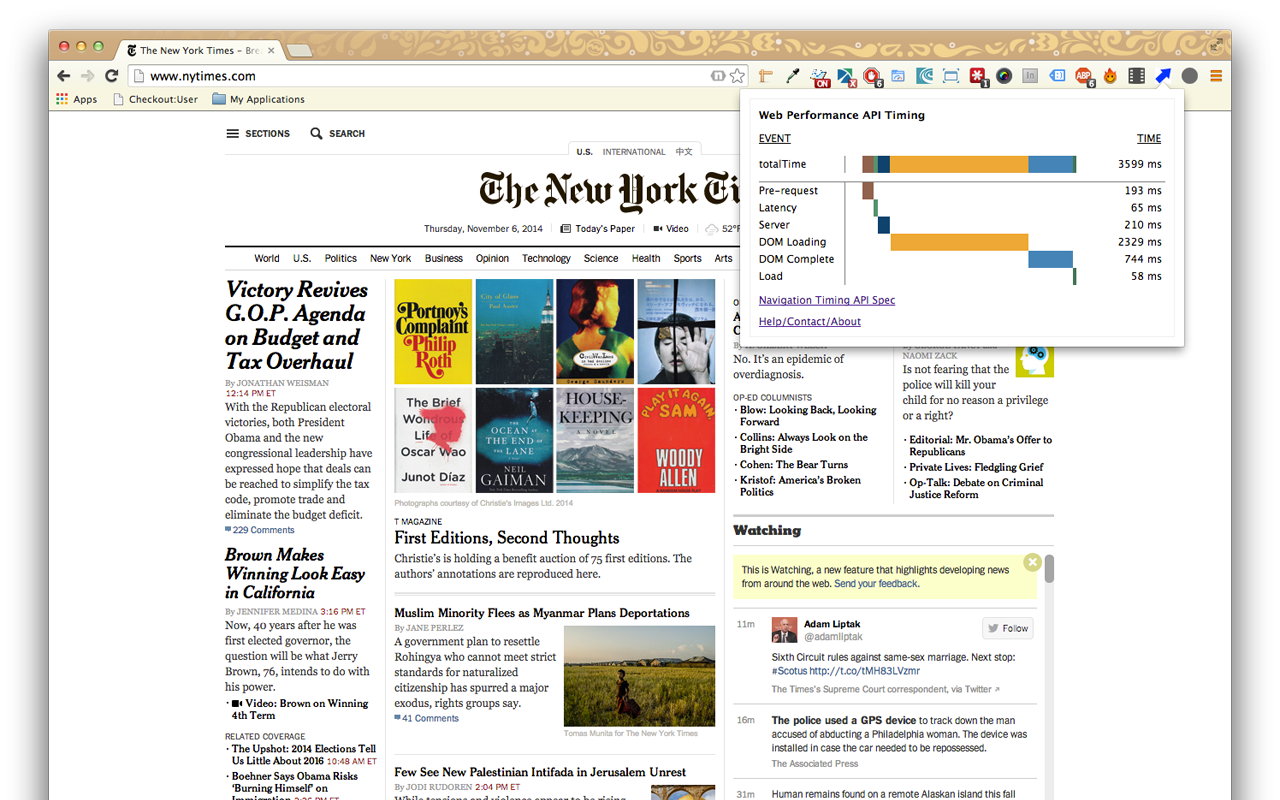 The New York Times - Bre
www.nytimes.com
ON
6
1
ABP
6
Apps
Checkout:User
My Applications
SECTIONS
SEARCH
U.S. INTERNATIONAL 中文
The New York Ti
Thursday, November 6, 2014
Today's Paper
Video
52°F
World U.S. Politics New York Business Opinion Technology Science Health Sports Arts
Web Performance API Timing
EVENT TIME
totalTime 3599 ms
Pre-request 193 ms
Latency 65 ms
Server 210 ms
DOM Loading 2329 ms
DOM Complete 744 ms
Load 58 ms
Navigation Timing API Spec
Help/Contact/About
Victory Revives
G.O.P. Agenda
on Budget and
Tax Overhaul
By JONATHAN WEISMAN
12:14 PM ET
With the Republican electoral
victories, both President
Obama and the new
congressional leadership have
expressed hope that deals can
be reached to simplify the tax
code, promote trade and
eliminate the budget deficit.
229 Comments
Brown Makes
Winning Look Easy
in California
By JENNIFER MEDINA 3:16 PM ET
Now, 40 years after he was
first elected governor, the
question will be what Jerry
Brown, 76, intends to do with
his power.
· Video: Brown on Winning
4th Term
RELATED COVERAGE
· The Upshot: 2014 Elections Tell
Us Little About 2016 10:48 AM ET
· Boehner Says Obama Risks
'Burning Himself' on
Portnoy's
Complaint
Philip
Roth
City of Glass
Paul Auster
George Saunders
The Brief
Wondrous
Life of
Oscar Wao
Junot Díaz
THE
OCEAN AT
THE END OF
THE LANE
NEIL
GAIMAN
HOUSE-
KEEPING
A NOVEL
PLAY IT AGAIN,
SAM
WOODY
ALLEN
Photographs courtesy of Christie's Images Ltd. 2014
T MAGAZINE
First Editions, Second Thoughts
Christie's is holding a benefit auction of 75 first editions. The
authors' annotations are reproduced here.
Muslim Minority Flees as Myanmar Plans Deportations
By JANE PERLEZ
A government plan to resettle
Rohingya who cannot meet strict
standards for naturalized
citizenship has spurred a major
exodus, rights groups say.
41 Comments
Tomas Munita for The New York Times
Few See New Palestinian Intifada in Jerusalem Unrest
By JODI RUDOREN 2:04 PM ET
While tensions and violence appear to be rising
No. It's an epidemic of
overdiagnosis.
OP-ED COLUMNISTS
· Blow: Looking Back, Looking
Forward
· Collins: Always Look on the
Bright Side
· Cohen: The Bear Turns
· Kristof: America's Broken
Politics
NAOMI ZACK
Is not fearing that the
police will kill your
child for no reason a privilege
or a right?
· Editorial: Mr. Obama's Offer to
Republicans
· Private Lives: Fledgling Grief
· Op-Talk: Debate on Criminal
Justice Reform
Watching
This is Watching, a new feature that highlights developing news
from around the web. Send your feedback.
11m
Adam Liptak
@adamliptak
Follow
Sixth Circuit rules against same-sex marriage. Next stop:
#Scotus http://t.co/tMH83LVzmr
The Times's Supreme Court correspondent, via Twitter
16m
The police used a GPS device to track down the man
accused of abducting a Philadelphia woman. The device was
installed in case the car needed to be repossessed.
The Associated Press
31m
Human remains found on a remote Alaskan island this fall